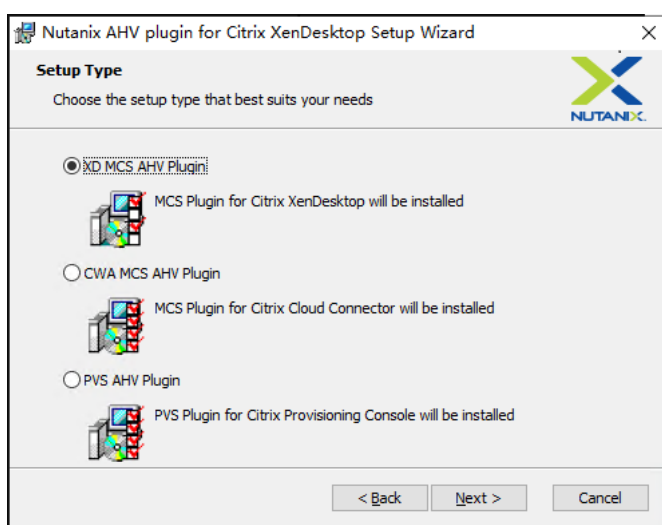 Nutanix AHV plugin for Citrix XenDesktop Setup Wizard
Setup Type
Choose the setup type that best suits your needs
NUTANIX.
XD MCS AHV Plugin
MCS Plugin for Citrix XenDesktop will be installed
CWA MCS AHV Plugin
MCS Plugin for Citrix Cloud Connector will be installed
PVS AHV Plugin
PVS Plugin for Citrix Provisioning Console will be installed
< Back Next > Cancel